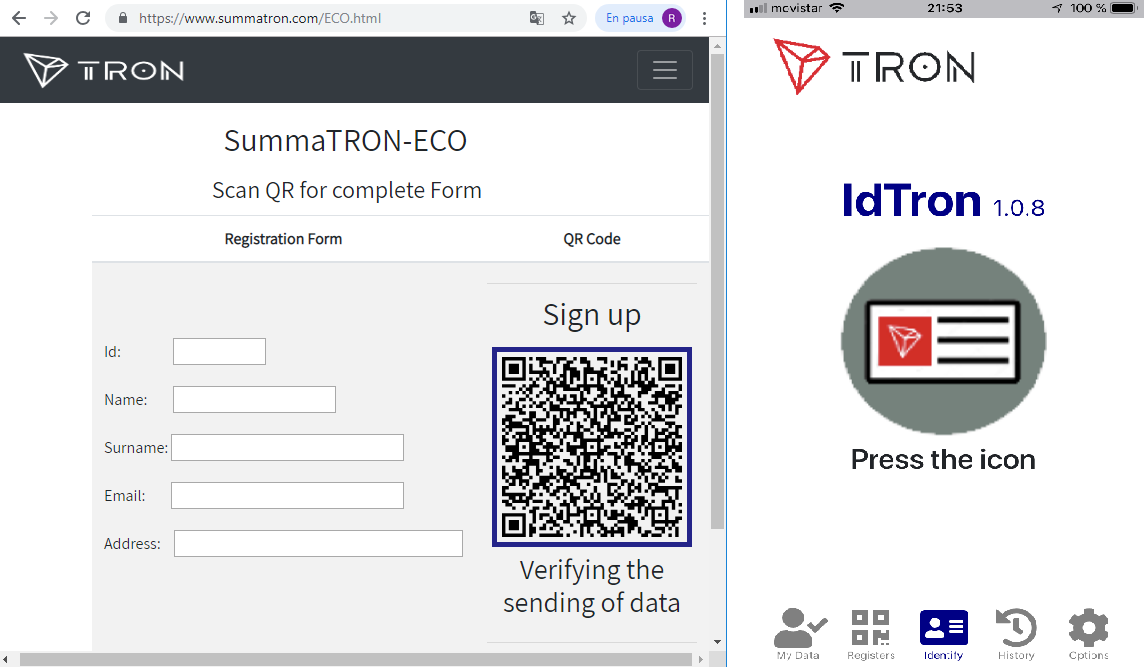 https://www.summatron.com/ECO.html
En pausa
R
TRON
SummaTRON-ECO
Scan QR for complete Form
Registration Form
QR Code
Sign up
Id:
Name:
Surname:
Email:
Address:
Verifying the
sending of data
movistar
21:53
100 %
TRON
IdTron 1.0.8
Press the icon
My Data
Registers
Identify
History
Options